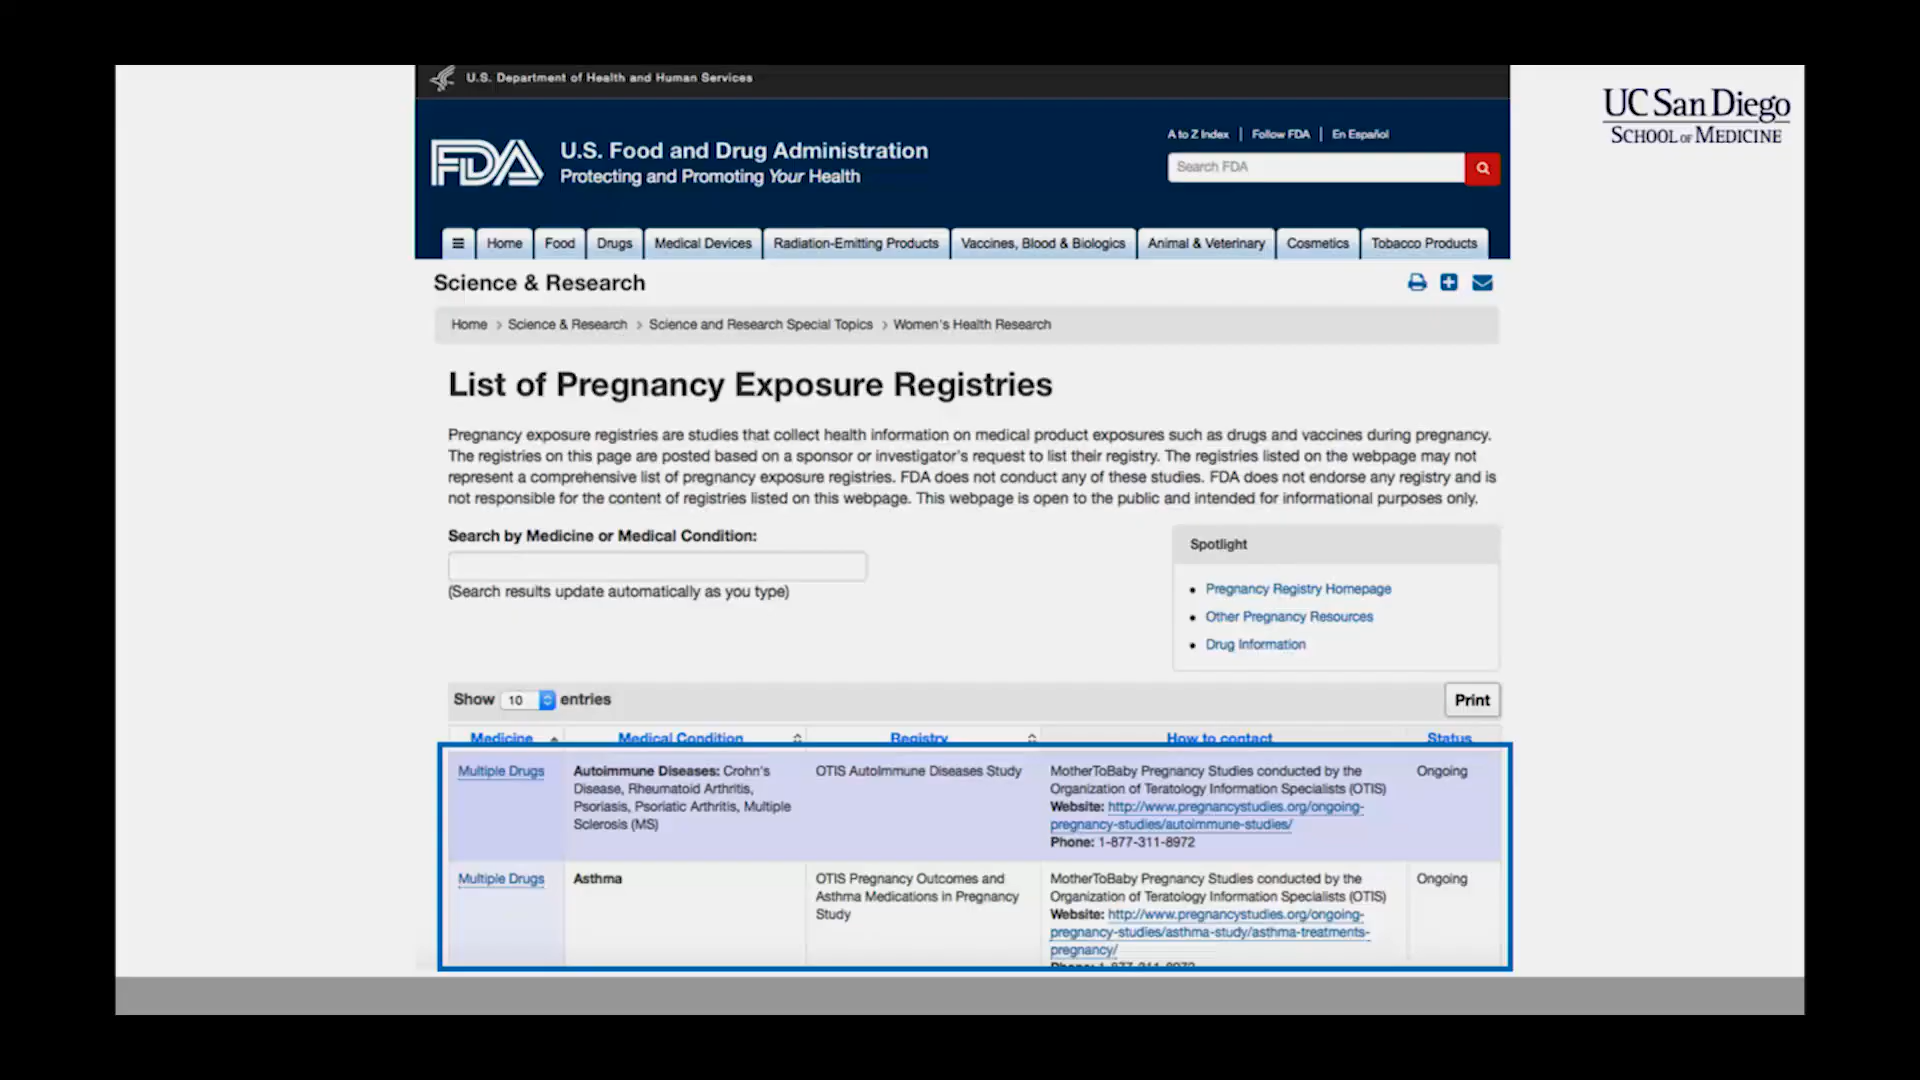 U.S. Department of Health and Human Services
UC San Diego
SCHOOL OF MEDICINE
A to Z Index | Follow FDA | En Español
FDA
U.S. Food and Drug Administration
Protecting and Promoting Your Health
Search FDA
Home
Food
Drugs
Medical Devices
Radiation-Emitting Products
Vaccines, Blood & Biologics
Animal & Veterinary
Cosmetics
Tobacco Products
Science & Research
Home > Science & Research > Science and Research Special Topics > Women's Health Research
List of Pregnancy Exposure Registries
Pregnancy exposure registries are studies that collect health information on medical product exposures such as drugs and vaccines during pregnancy.
The registries on this page are posted based on a sponsor or investigator's request to list their registry. The registries listed on the webpage may not
represent a comprehensive list of pregnancy exposure registries. FDA does not conduct any of these studies. FDA does not endorse any registry and is
not responsible for the content of registries listed on this webpage. This webpage is open to the public and intended for informational purposes only.
Search by Medicine or Medical Condition:
(Search results update automatically as you type)
Spotlight
• Pregnancy Registry Homepage
• Other Pregnancy Resources
• Drug Information
Show 10 entries
Print
Medicine
Medical Condition
Registry
How to contact
Status
Multiple Drugs
Autoimmune Diseases: Crohn's
Disease, Rheumatoid Arthritis,
Psoriasis, Psoriatic Arthritis, Multiple
Sclerosis (MS)
OTIS AutoImmune Diseases Study
MotherToBaby Pregnancy Studies conducted by the
Organization of Teratology Information Specialists (OTIS)
Website: http://www.pregnancystudies.org/ongoing-
pregnancy-studies/autoimmune-studies/
Phone: 1-877-311-8972
Ongoing
Multiple Drugs
Asthma
OTIS Pregnancy Outcomes and
Asthma Medications in Pregnancy
Study
MotherToBaby Pregnancy Studies conducted by the
Organization of Teratology Information Specialists (OTIS)
Website: http://www.pregnancystudies.org/ongoing-
pregnancy-studies/asthma-study/asthma-treatments-
pregnancy/
Phone: 1-877-311-8972
Ongoing